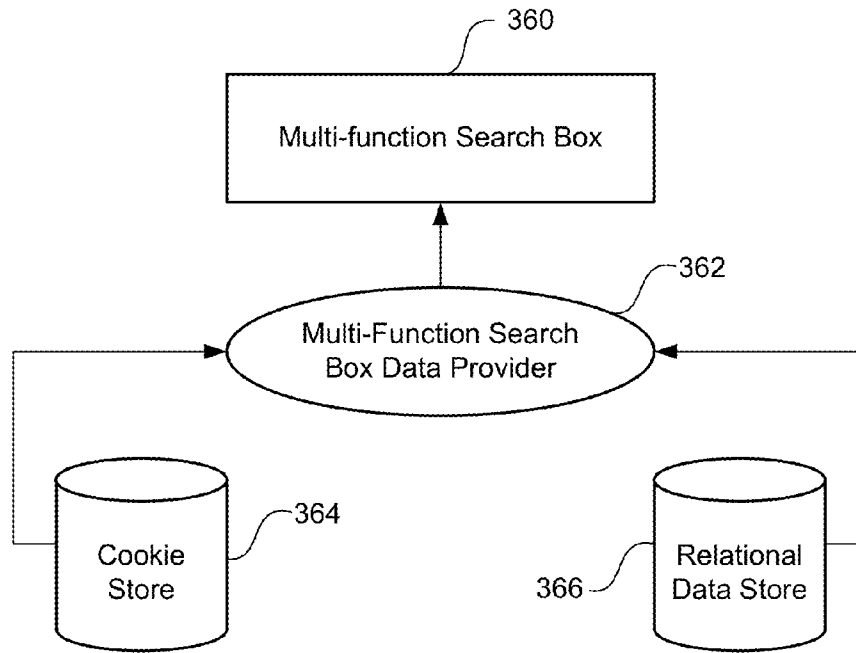 360
Multi-function Search Box
362
Multi-Function Search
Box Data Provider
364
Cookie
Store
366
Relational
Data Store